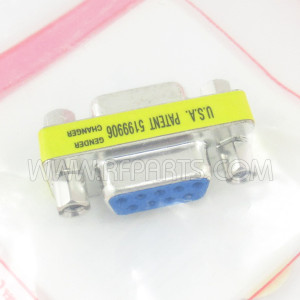 U.S.A. PATENT 5199906
GENDER
CHANGER
WWW.RFPARTS.COM